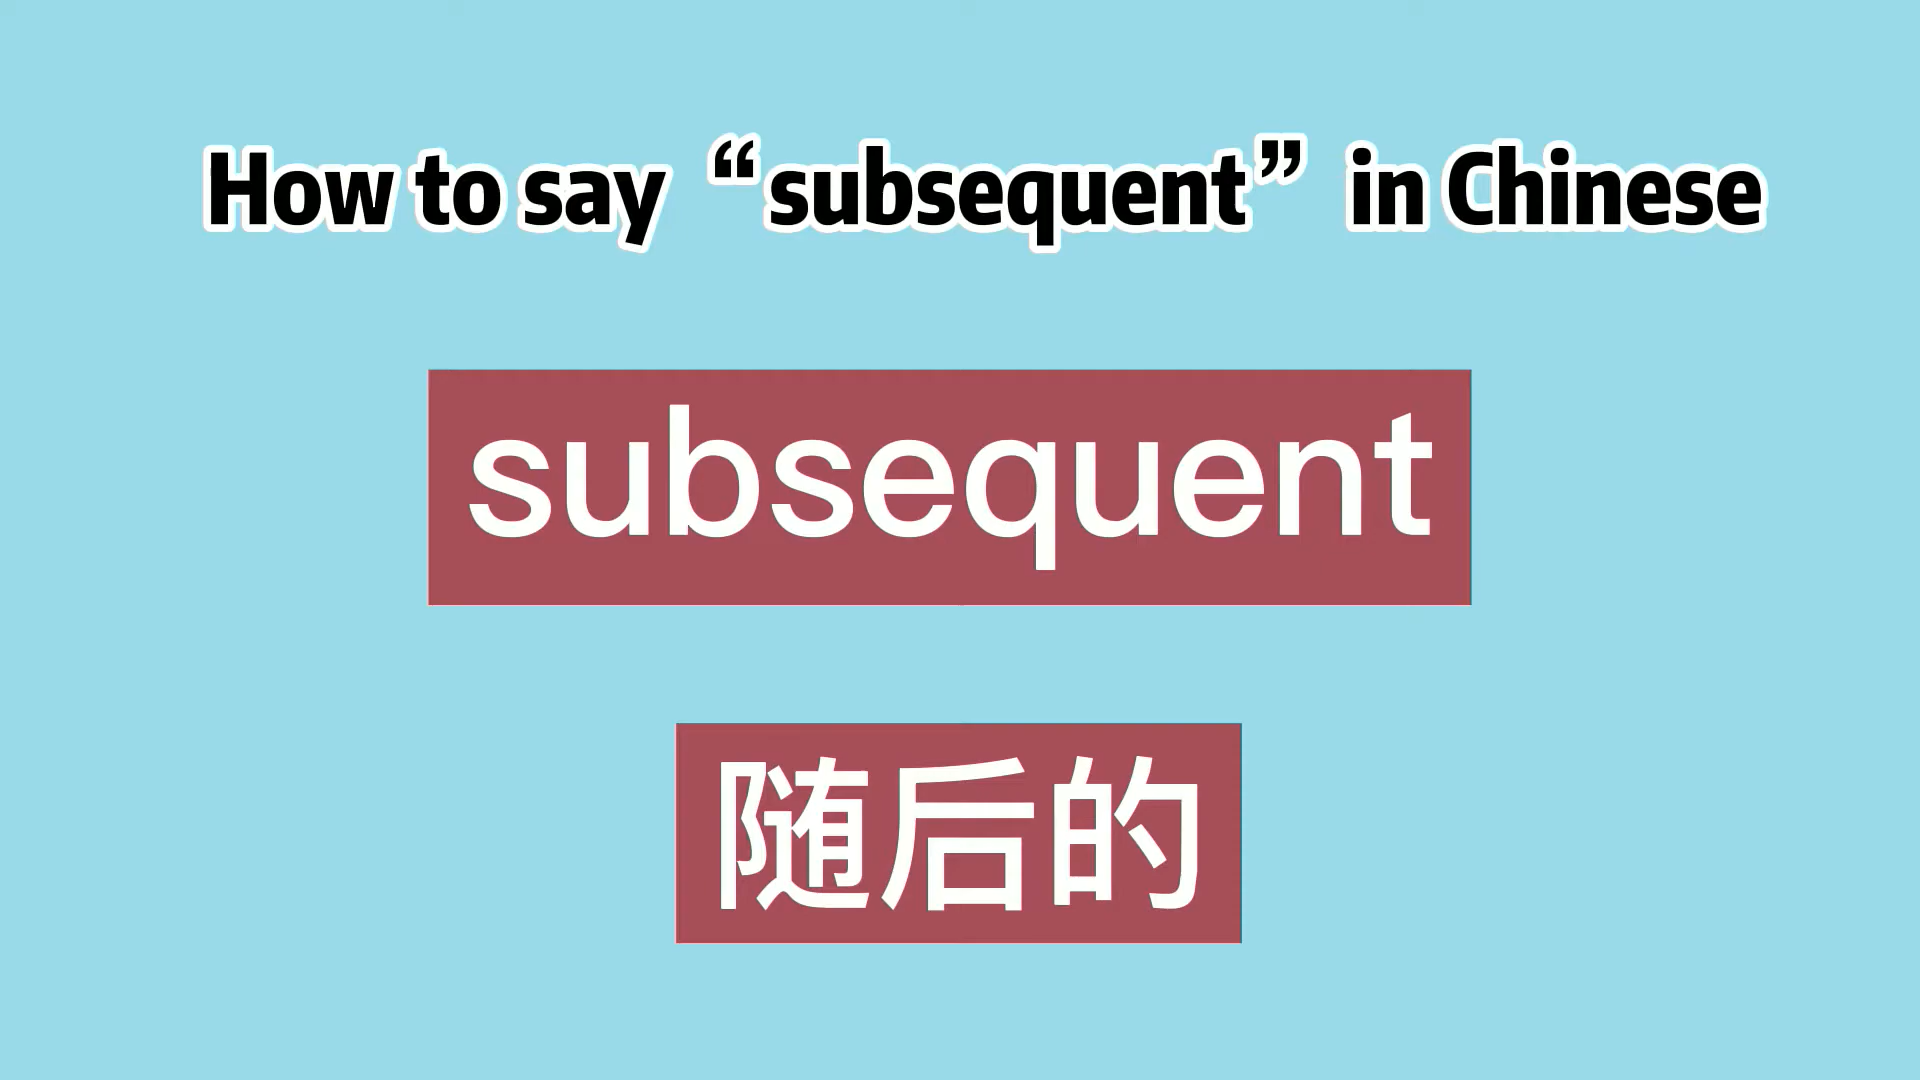 How to say “subsequent” in Chinese
subsequent
随后的